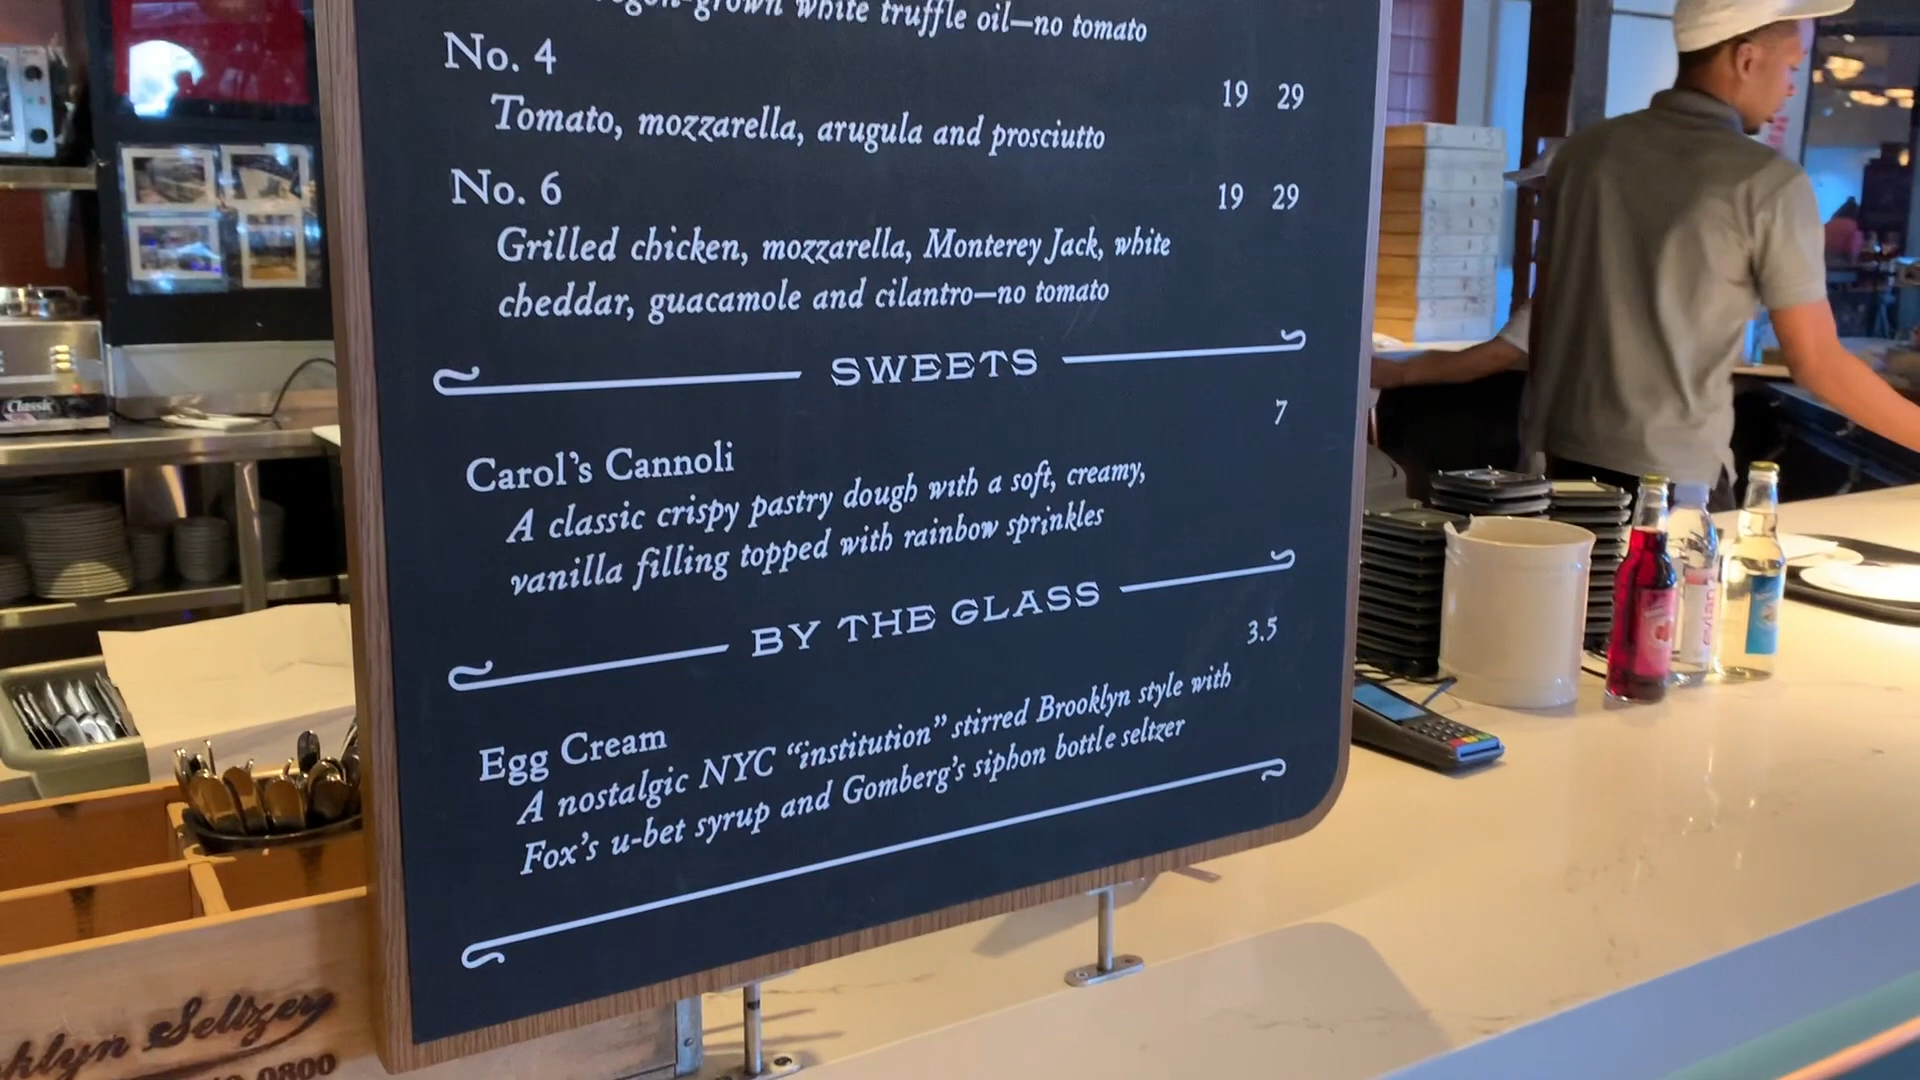 white truffle oil—no tomato
No. 4
19 29
Tomato, mozzarella, arugula and prosciutto
No. 6
19 29
Grilled chicken, mozzarella, Monterey Jack, white
cheddar, guacamole and cilantro—no tomato
SWEETS
7
Carol's Cannoli
A classic crispy pastry dough with a soft, creamy,
vanilla filling topped with rainbow sprinkles
BY THE GLASS
3.5
Egg Cream
A nostalgic NYC “institution” stirred Brooklyn style with
Fox's u-bet syrup and Gomberg's siphon bottle seltzer
Classic
evian
Seltzer
0800